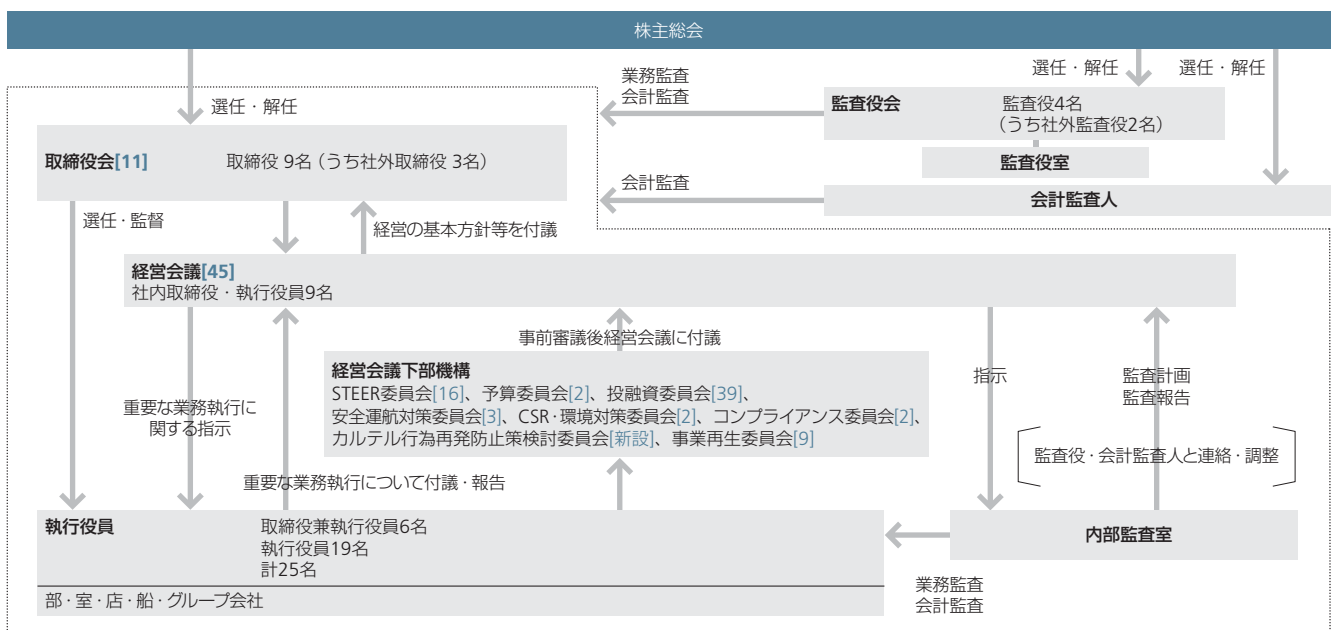 株主総会
選任・解任
選任・解任
業務監査
会計監査
監査役会
監査役4名
(うち社外監査役2名)
選任・解任
取締役会[11]
取締役 9名 (うち社外取締役 3名)
監査役室
会計監査
会計監査人
選任・監督
経営の基本方針等を付議
経営会議[45]
社内取締役・執行役員9名
事前審議後経営会議に付議
経営会議下部機構
STEER委員会[16]、予算委員会[2]、投融資委員会[39]、
安全運航対策委員会[3]、CSR・環境対策委員会[2]、コンプライアンス委員会[2]、
カルテル行為再発防止策検討委員会[新設]、事業再生委員会[9]
指示
監査計画
監査報告
重要な業務執行に
関する指示
監査役・会計監査人と連絡・調整
重要な業務執行について付議・報告
執行役員
取締役兼執行役員6名
執行役員19名
計25名
内部監査室
業務監査
会計監査
部・室・店・船・グループ会社